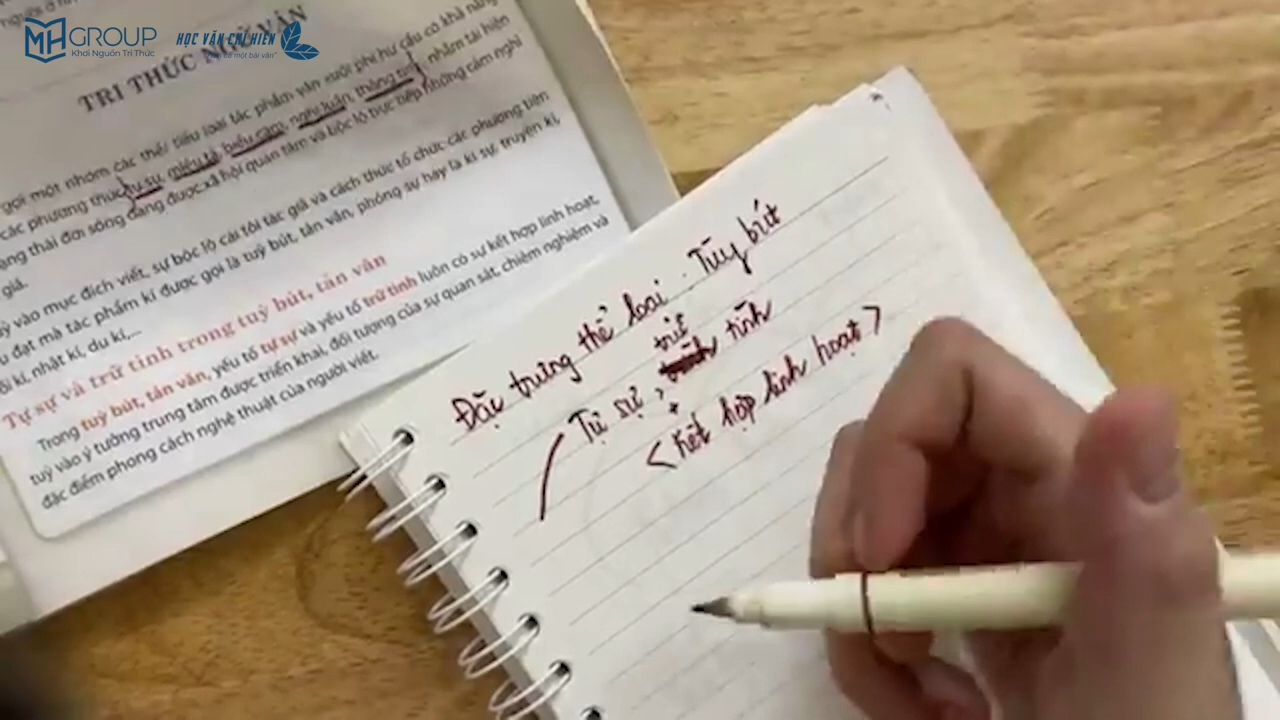 MH GROUP
Khơi Nguồn Tri Thức
HỌC VĂN CHỊ HIÊN
TRI THỨC NGỮ VĂN
gọi một nhóm các thể/ tiểu loại tác phẩm văn xuôi phi hư cấu có khả năng
các phương thức tự sự, miêu tả, biểu cảm, nghị luận, thông tin, nhằm tái hiện
ạng thái đời sống đang được xã hội quan tâm và bộc lộ trực tiếp những cảm nghĩ
giả.
vào mục đích viết, sự bộc lộ cái tôi tác giả và cách thức tổ chức các phương tiện
đạt mà tác phẩm kí được gọi là tuỳ bút, tản văn, phóng sự hay là kí sự, truyện kí,
kí, nhật kí, du kí,...
Tự sự và trữ tình trong tuỳ bút, tản văn
Trong tuỳ bút, tản văn, yếu tố tự sự và yếu tố trữ tình luôn có sự kết hợp linh hoạt,
tuỳ vào ý tưởng trung tâm được triển khai, đối tượng của sự quan sát, chiêm nghiệm và
đặc điểm phong cách nghệ thuật của người viết.
Đặc trưng thể loại. Tùy bút
Tự sự, + trữ tình
< Kết hợp linh hoạt >